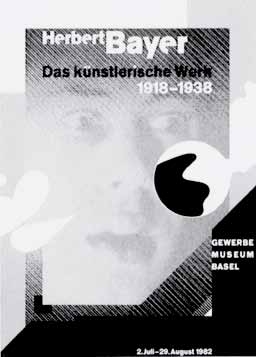 Herbert Bayer
Das künstlerische Werk
1918–1938
GEWERBE
MUSEUM
BASEL
2. Juli–29. August 1982